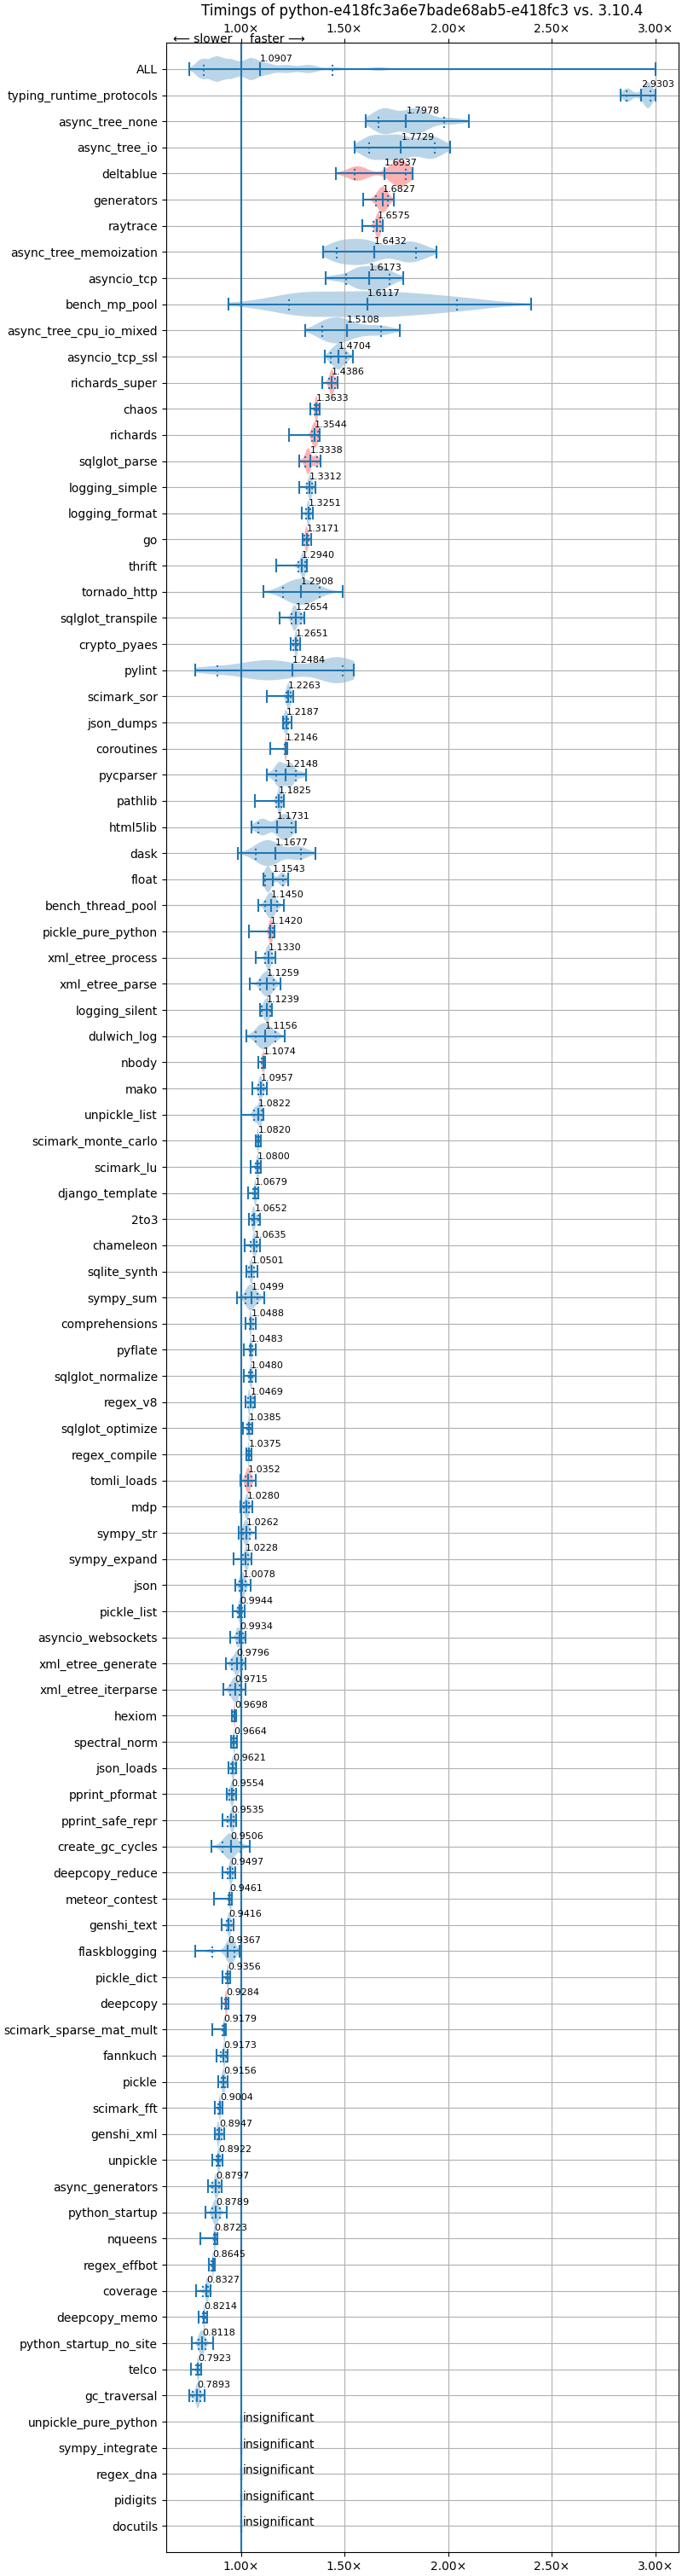 Timings of python-e418fc3a6e7bade68ab5-e418fc3 vs. 3.10.4
1.00× 1.50× 2.00× 2.50× 3.00×
⟵ slower faster ⟶
ALL 1.0907
typing_runtime_protocols 2.9303
async_tree_none 1.7978
async_tree_io 1.7729
deltablue 1.6937
generators 1.6827
raytrace 1.6575
async_tree_memoization 1.6432
asyncio_tcp 1.6173
bench_mp_pool 1.6117
async_tree_cpu_io_mixed 1.5108
asyncio_tcp_ssl 1.4704
richards_super 1.4386
chaos 1.3633
richards 1.3544
sqlglot_parse 1.3338
logging_simple 1.3312
logging_format 1.3251
go 1.3171
thrift 1.2940
tornado_http 1.2908
sqlglot_transpile 1.2654
crypto_pyaes 1.2651
pylint 1.2484
scimark_sor 1.2263
json_dumps 1.2187
coroutines 1.2146
pycparser 1.2148
pathlib 1.1825
html5lib 1.1731
dask 1.1677
float 1.1543
bench_thread_pool 1.1450
pickle_pure_python 1.1420
xml_etree_process 1.1330
xml_etree_parse 1.1259
logging_silent 1.1239
dulwich_log 1.1156
nbody 1.1074
mako 1.0957
unpickle_list 1.0822
scimark_monte_carlo 1.0820
scimark_lu 1.0800
django_template 1.0679
2to3 1.0652
chameleon 1.0635
sqlite_synth 1.0501
sympy_sum 1.0499
comprehensions 1.0488
pyflate 1.0483
sqlglot_normalize 1.0480
regex_v8 1.0469
sqlglot_optimize 1.0385
regex_compile 1.0375
tomli_loads 1.0352
mdp 1.0280
sympy_str 1.0262
sympy_expand 1.0228
json 1.0078
pickle_list 0.9944
asyncio_websockets 0.9934
xml_etree_generate 0.9796
xml_etree_iterparse 0.9715
hexiom 0.9698
spectral_norm 0.9664
json_loads 0.9621
pprint_pformat 0.9554
pprint_safe_repr 0.9535
create_gc_cycles 0.9506
deepcopy_reduce 0.9497
meteor_contest 0.9461
genshi_text 0.9416
flaskblogging 0.9367
pickle_dict 0.9356
deepcopy 0.9284
scimark_sparse_mat_mult 0.9179
fannkuch 0.9173
pickle 0.9156
scimark_fft 0.9004
genshi_xml 0.8947
unpickle 0.8922
async_generators 0.8797
python_startup 0.8789
nqueens 0.8723
regex_effbot 0.8645
coverage 0.8327
deepcopy_memo 0.8214
python_startup_no_site 0.8118
telco 0.7923
gc_traversal 0.7893
unpickle_pure_python insignificant
sympy_integrate insignificant
regex_dna insignificant
pidigits insignificant
docutils insignificant
1.00× 1.50× 2.00× 2.50× 3.00×